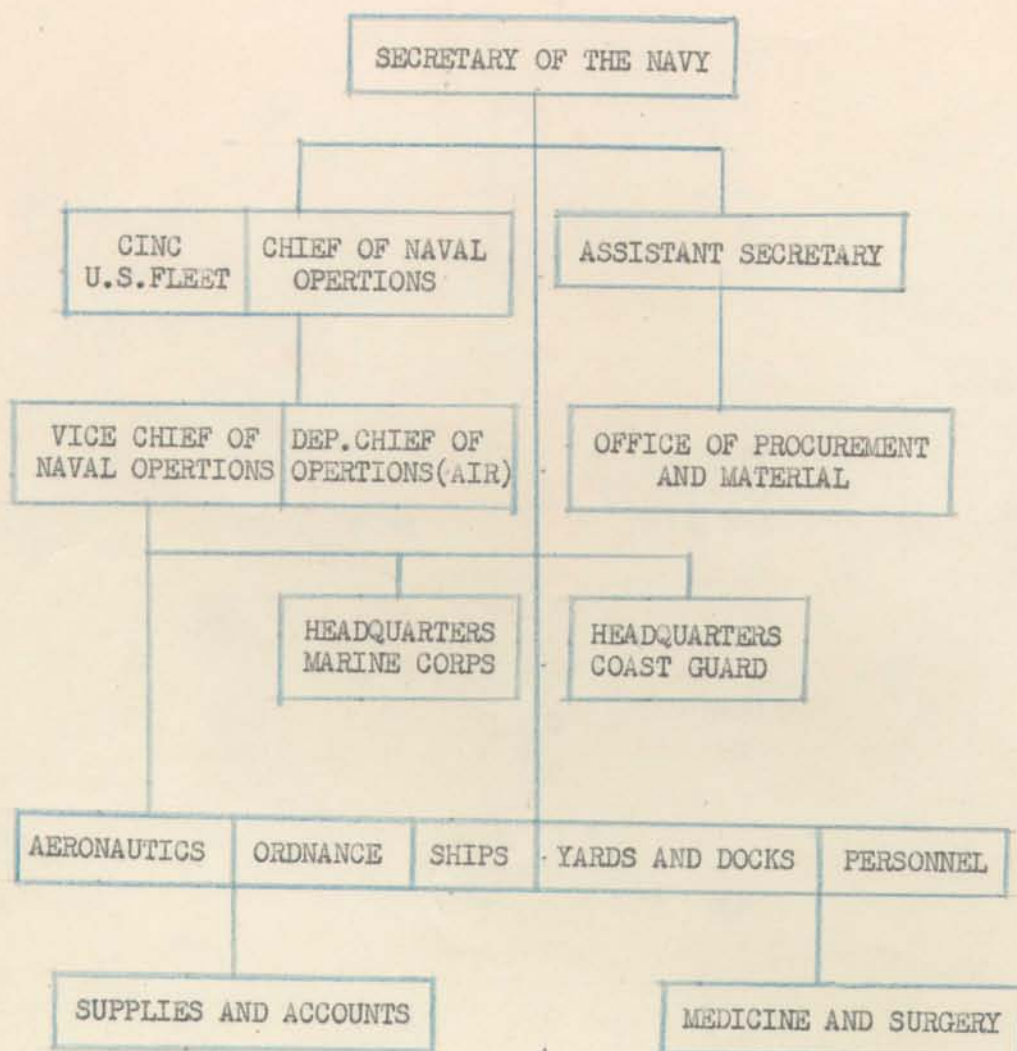 SECRETARY OF THE NAVY
CINC
U.S.FLEET
CHIEF OF NAVAL
OPERTIONS
ASSISTANT SECRETARY
VICE CHIEF OF
NAVAL OPERTIONS
DEP.CHIEF OF
OPERTIONS(AIR)
OFFICE OF PROCUREMENT
AND MATERIAL
HEADQUARTERS
MARINE CORPS
HEADQUARTERS
COAST GUARD
AERONAUTICS
ORDNANCE
SHIPS
YARDS AND DOCKS
PERSONNEL
SUPPLIES AND ACCOUNTS
MEDICINE AND SURGERY